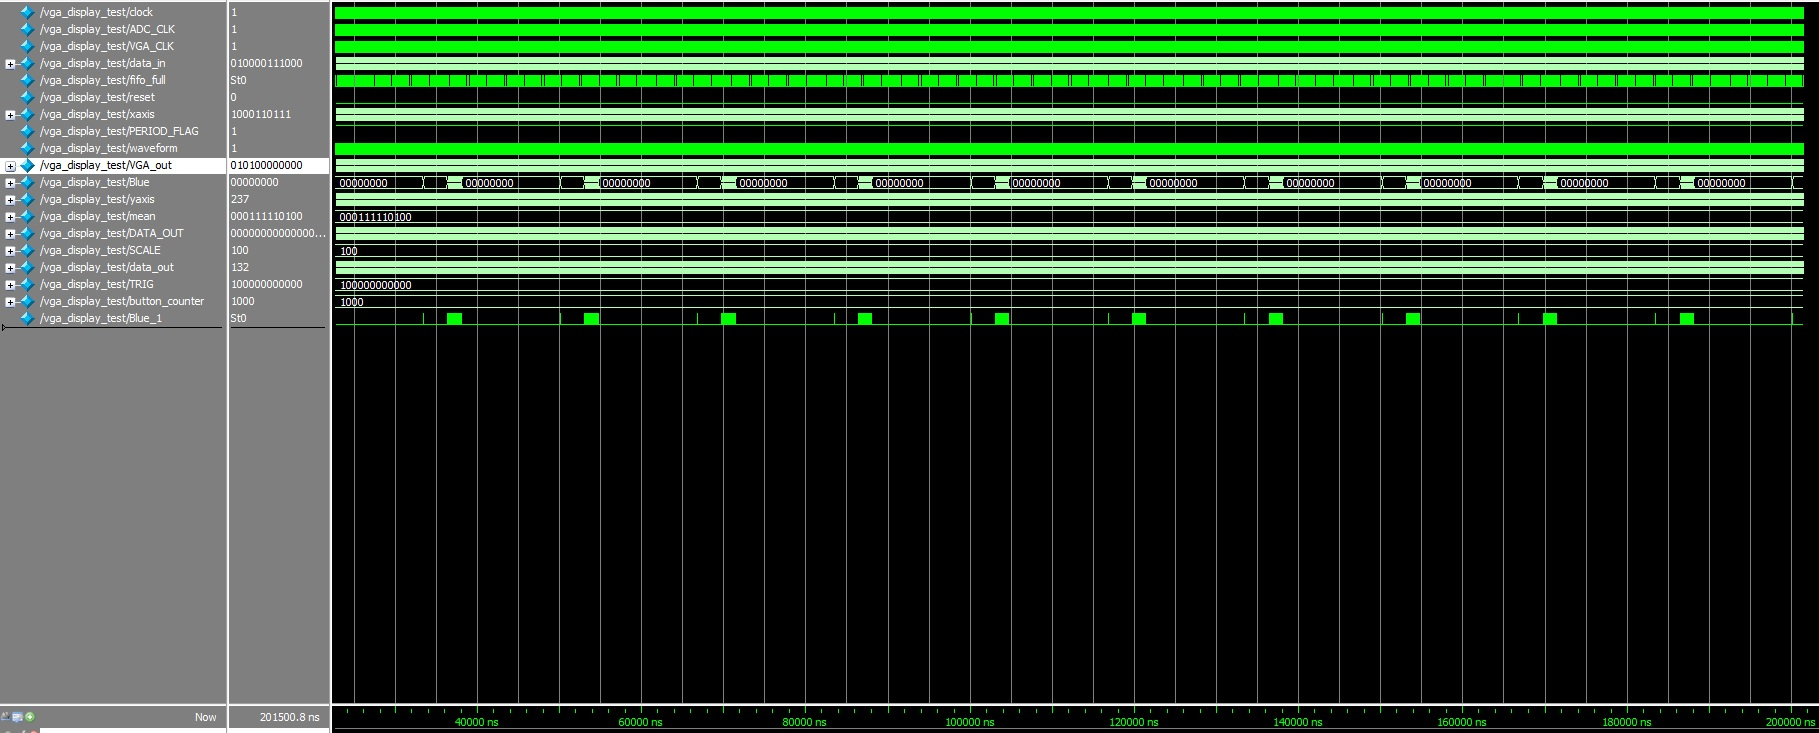 /vga_display_test/clock 1
/vga_display_test/ADC_CLK 1
/vga_display_test/VGA_CLK 1
/vga_display_test/data_in 010000111000
/vga_display_test/fifo_full St0
/vga_display_test/reset 0
/vga_display_test/xaxis 1000110111
/vga_display_test/PERIOD_FLAG 1
/vga_display_test/waveform 1
/vga_display_test/VGA_out 010100000000
/vga_display_test/Blue 00000000 00000000 00000000 00000000 00000000 00000000 00000000 00000000 00000000 00000000 00000000 00000000
/vga_display_test/yaxis 237
/vga_display_test/mean 000111110100 000111110100
/vga_display_test/DATA_OUT 00000000000000...
/vga_display_test/SCALE 100 100
/vga_display_test/data_out 132
/vga_display_test/TRIG 100000000000 100000000000
/vga_display_test/button_counter 1000 1000
/vga_display_test/Blue_1 St0
Now 201500.8 ns 40000 ns 60000 ns 80000 ns 100000 ns 120000 ns 140000 ns 160000 ns 180000 ns 200000 ns